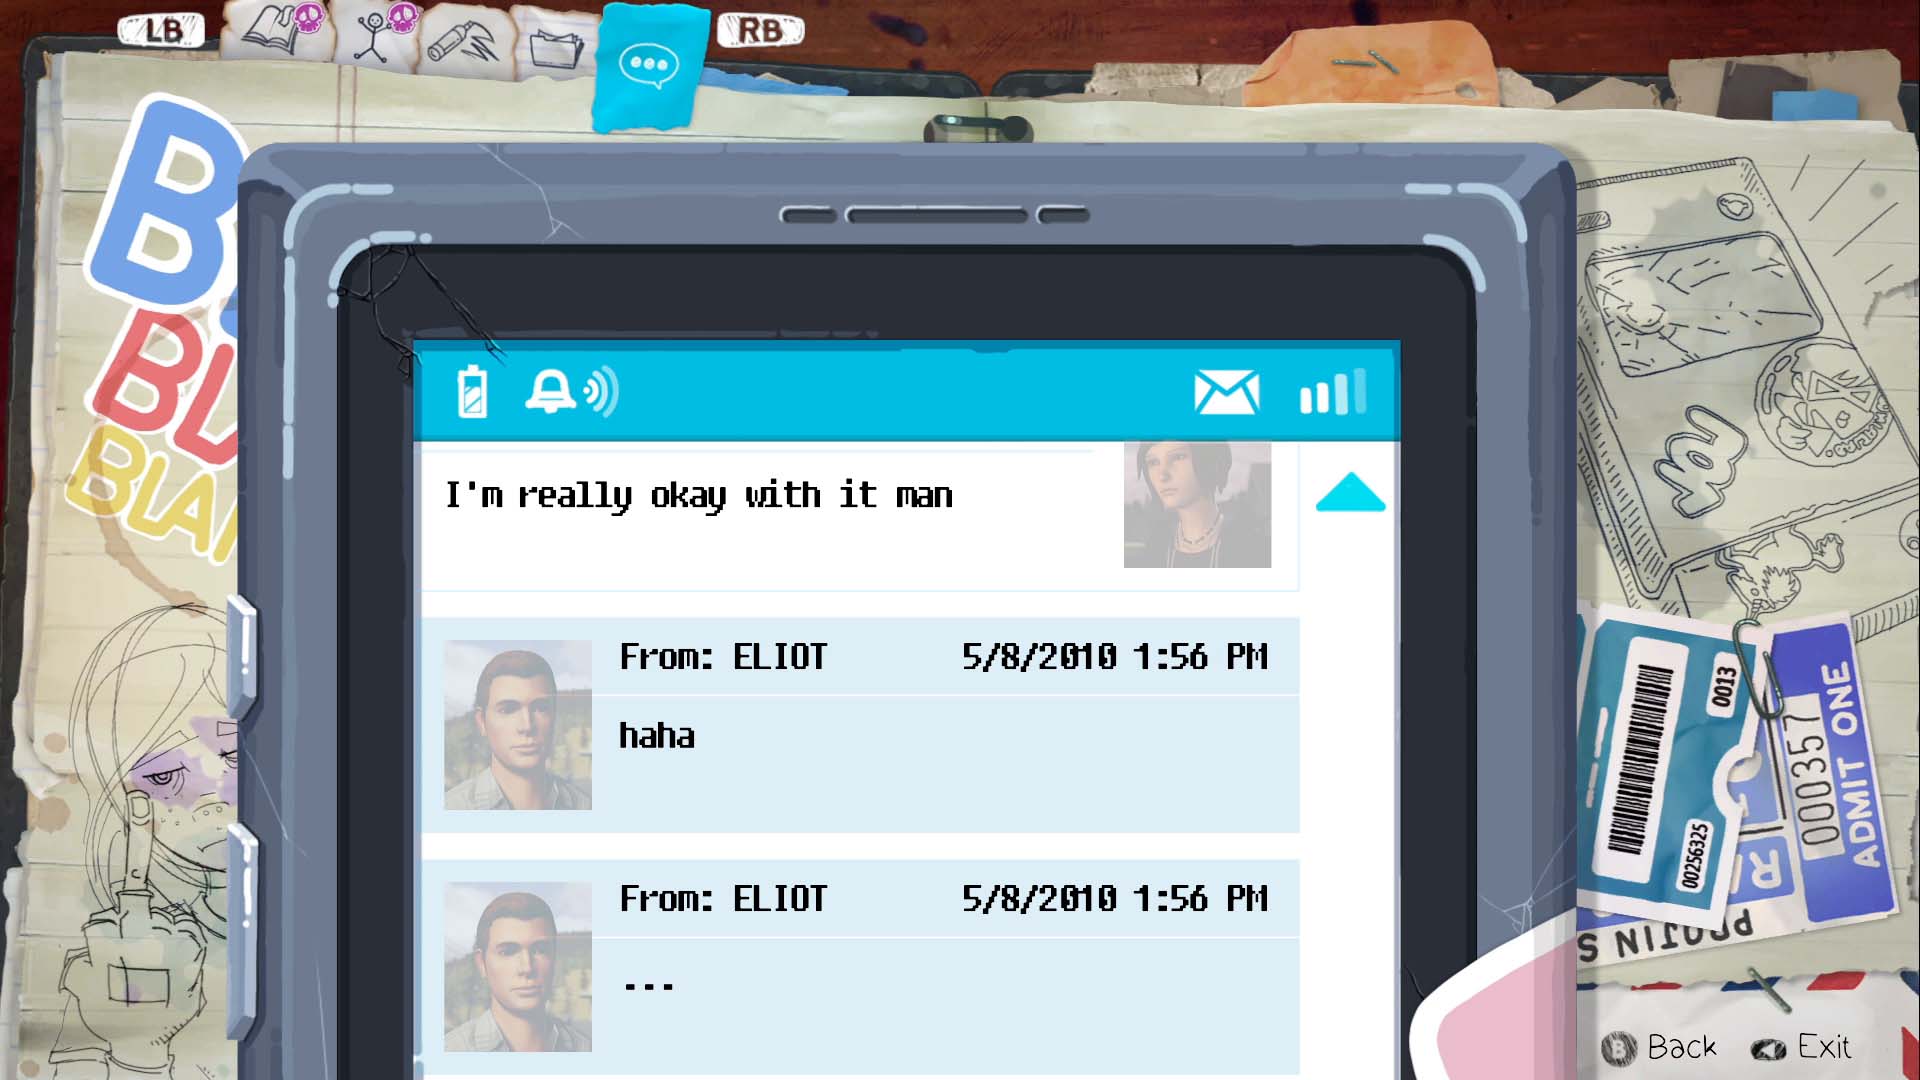 LB
RB
I'm really okay with it man
From: ELIOT 5/8/2010 1:56 PM
haha
From: ELIOT 5/8/2010 1:56 PM
...
0013
00256325
000357
ADMIT ONE
Back
Exit